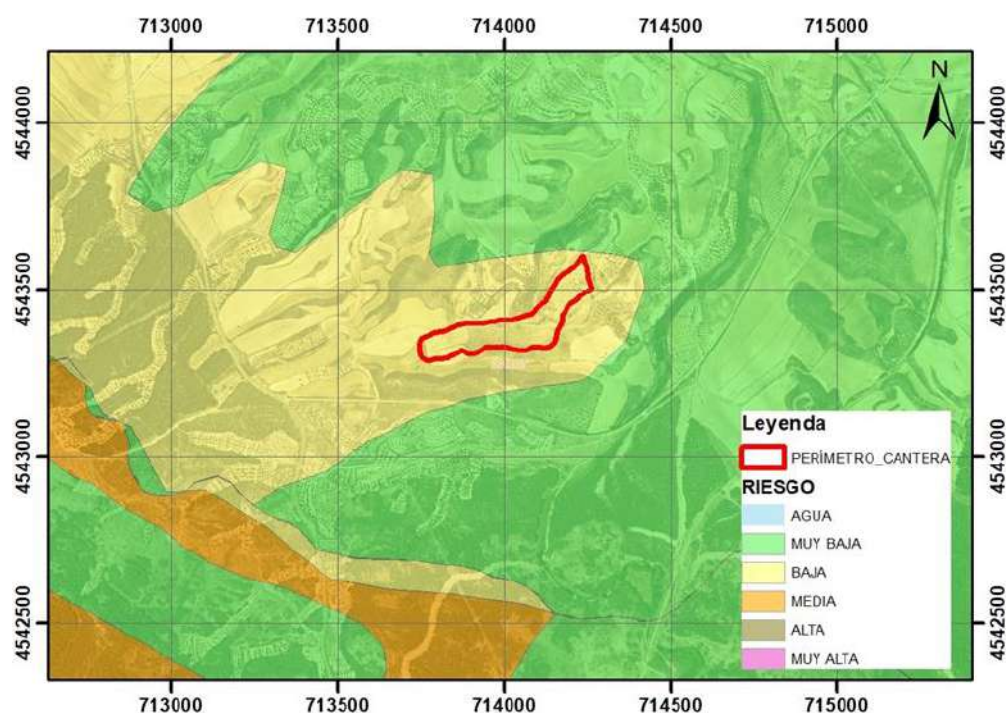 713000 713500 714000 714500 715000
4544000 4544000
N
4543500 4543500
4543000 4543000
4542500 4542500
Leyenda
PERÍMETRO_CANTERA
RIESGO
AGUA
MUY BAJA
BAJA
MEDIA
ALTA
MUY ALTA
713000 713500 714000 714500 715000